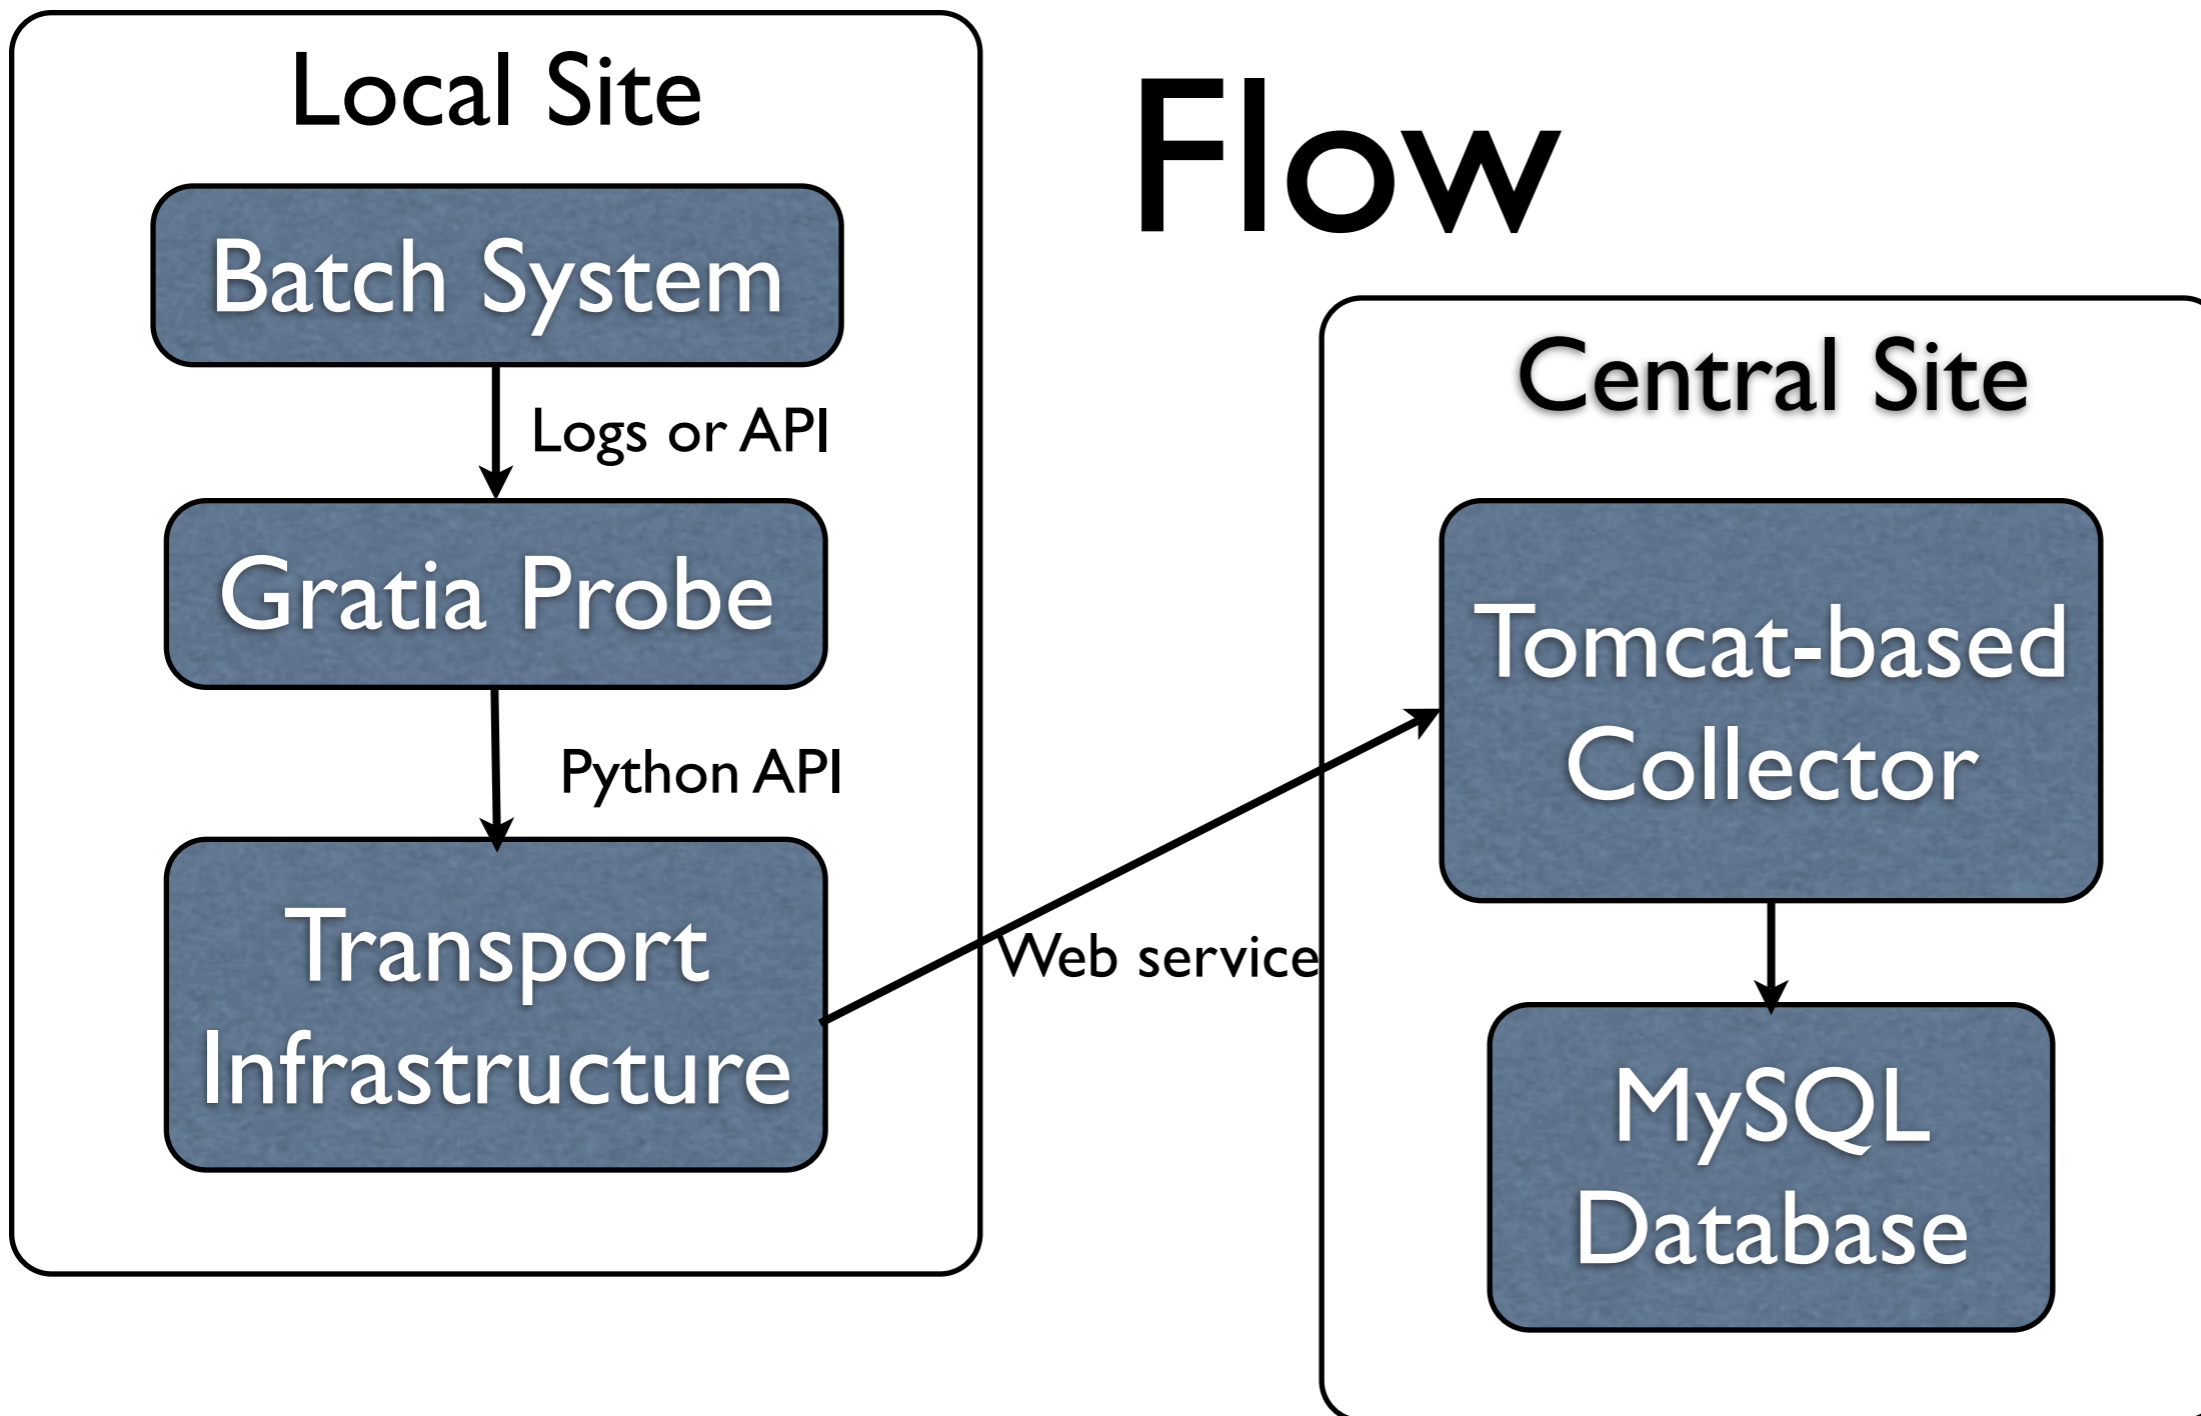 Flow
Local Site
Batch System
Logs or API
Gratia Probe
Python API
Transport
Infrastructure
Web service
Central Site
Tomcat-based
Collector
MySQL
Database